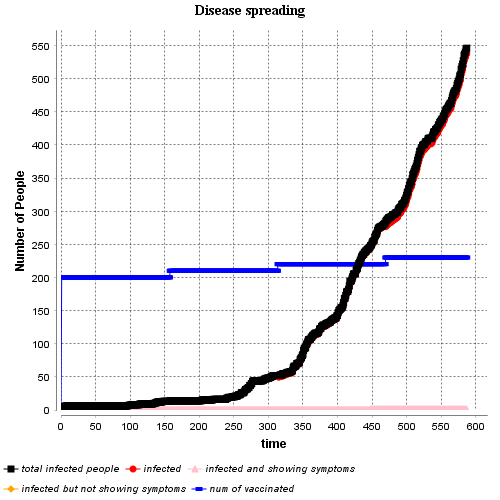 Disease spreading
Number of People
550
500
450
400
350
300
250
200
150
100
50
0
0 50 100 150 200 250 300 350 400 450 500 550 600
time
total infected people infected infected and showing symptoms
infected but not showing symptoms num of vaccinated